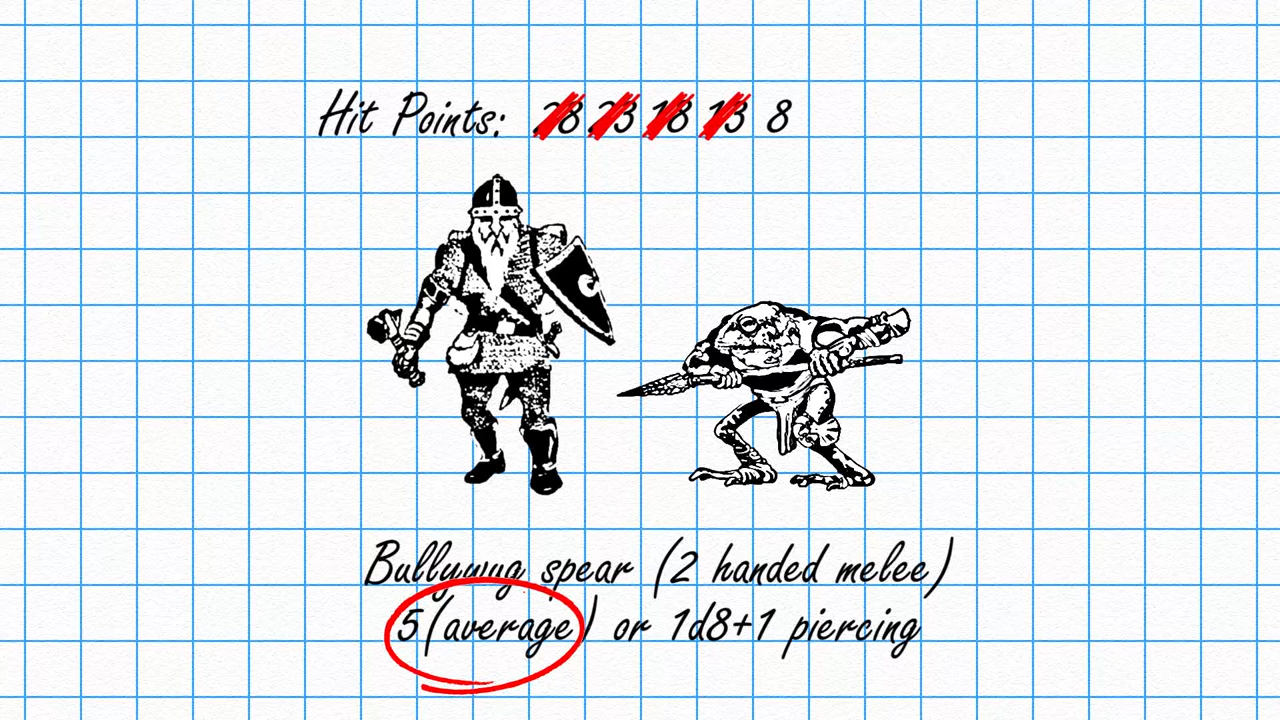 Hit Points: 28 23 18 13 8
Bullywug spear (2 handed melee)
5(average) or 1d8+1 piercing